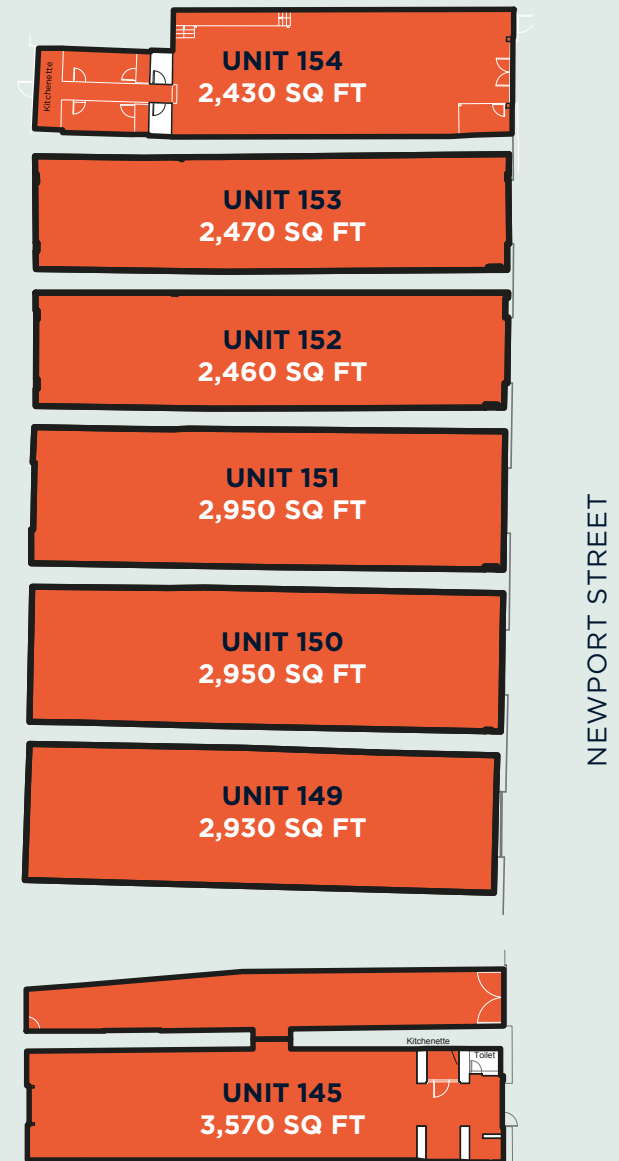 UNIT 154
2,430 SQ FT
Kitchenette
UNIT 153
2,470 SQ FT
UNIT 152
2,460 SQ FT
UNIT 151
2,950 SQ FT
UNIT 150
2,950 SQ FT
UNIT 149
2,930 SQ FT
NEWPORT STREET
Kitchenette
Toilet
UNIT 145
3,570 SQ FT